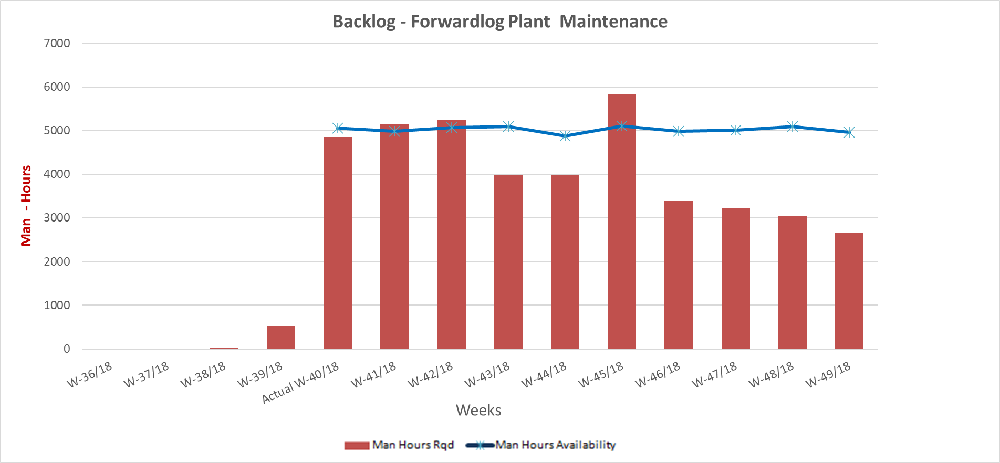 Backlog - Forwardlog Plant  Maintenance
7000
6000
5000
4000
3000
2000
1000
0
Man  - Hours
W-36/18
W-37/18
W-38/18
W-39/18
Actual W-40/18
W-41/18
W-42/18
W-43/18
W-44/18
W-45/18
W-46/18
W-47/18
W-48/18
W-49/18
Weeks
Man Hours Rqd
Man Hours Availability